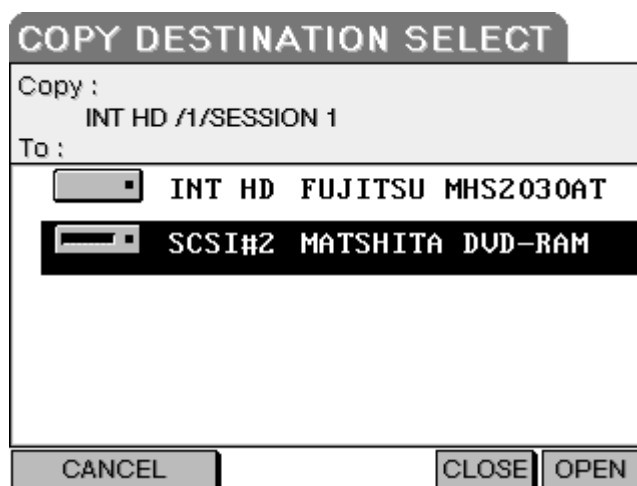 COPY DESTINATION SELECT
Copy :
INT HD /1/SESSION 1
To :
INT HD FUJITSU MHS2030AT
SCSI#2 MATSHITA DVD-RAM
CANCEL CLOSE OPEN